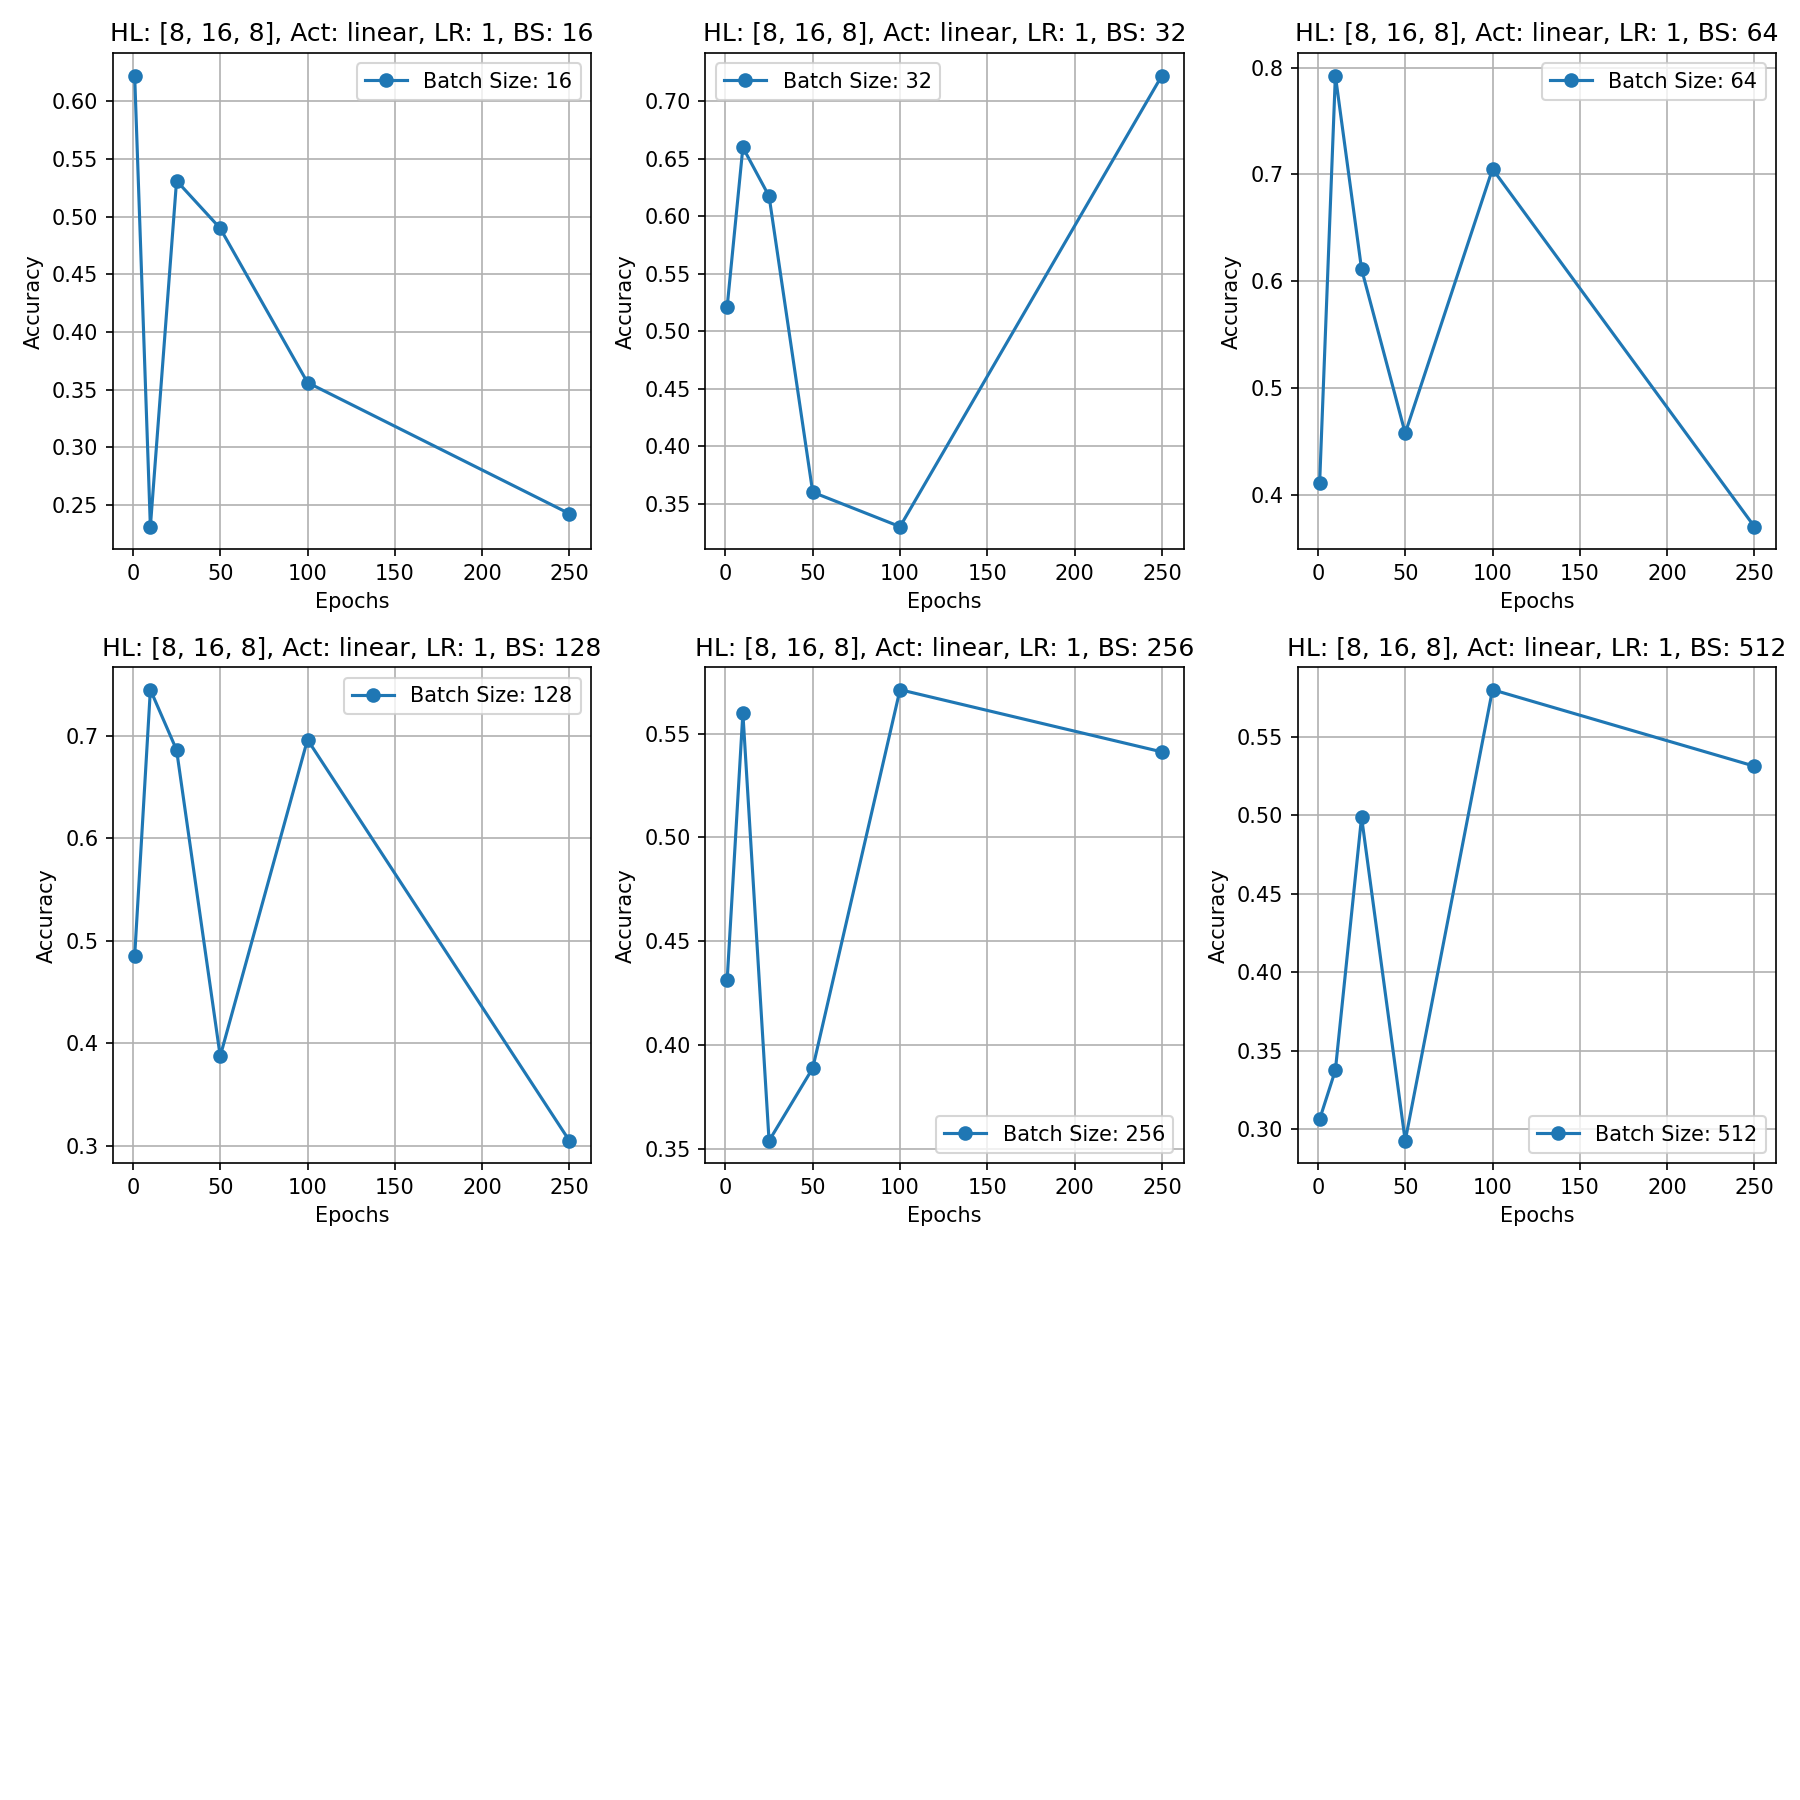 HL: [8, 16, 8], Act: linear, LR: 1, BS: 16
Batch Size: 16
0.60
0.55
0.50
0.45
0.40
0.35
0.30
0.25
Accuracy
0 50 100 150 200 250
Epochs
HL: [8, 16, 8], Act: linear, LR: 1, BS: 32
Batch Size: 32
0.70
0.65
0.60
0.55
0.50
0.45
0.40
0.35
Accuracy
0 50 100 150 200 250
Epochs
HL: [8, 16, 8], Act: linear, LR: 1, BS: 64
Batch Size: 64
0.8
0.7
0.6
0.5
0.4
Accuracy
0 50 100 150 200 250
Epochs
HL: [8, 16, 8], Act: linear, LR: 1, BS: 128
Batch Size: 128
0.7
0.6
0.5
0.4
0.3
Accuracy
0 50 100 150 200 250
Epochs
HL: [8, 16, 8], Act: linear, LR: 1, BS: 256
0.55
0.50
0.45
0.40
0.35
Accuracy
Batch Size: 256
0 50 100 150 200 250
Epochs
HL: [8, 16, 8], Act: linear, LR: 1, BS: 512
0.55
0.50
0.45
0.40
0.35
0.30
Accuracy
Batch Size: 512
0 50 100 150 200 250
Epochs